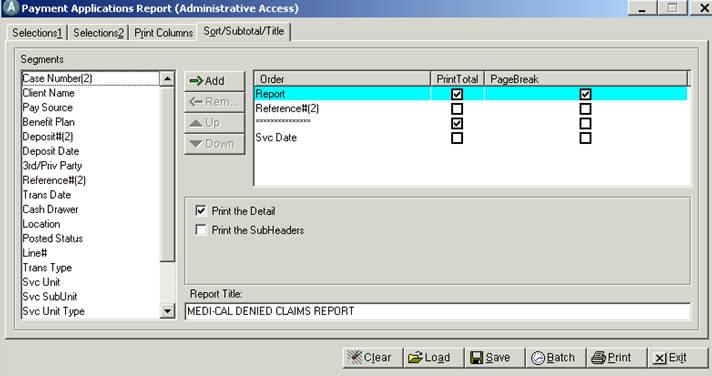 A Payment Applications Report (Administrative Access)
Selections1 Selections2 Print Columns Sort/Subtotal/Title
Segments
Case Number(2)
Client Name
Pay Source
Benefit Plan
Deposit#(2)
Deposit Date
3rd/Priv Party
Reference#(2)
Trans Date
Cash Drawer
Location
Posted Status
Line#
Trans Type
Svc Unit
Svc SubUnit
Svc Unit Type
Add
Rem...
Up
Down
Order PrintTotal PageBreak
Report
Reference#(2)
***************
Svc Date
Print the Detail
Print the SubHeaders
Report Title:
MEDI-CAL DENIED CLAIMS REPORT
Clear Load Save Batch Print Exit